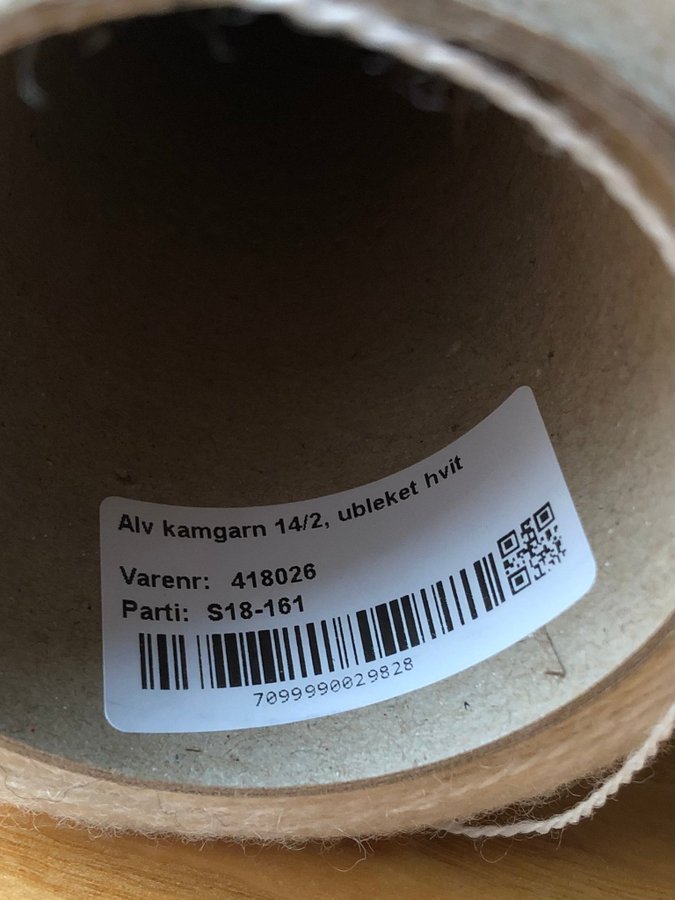 Alv kamgarn 14/2, ubleket hvit
Varenr: 418026
Parti: S18-161
7099990029828